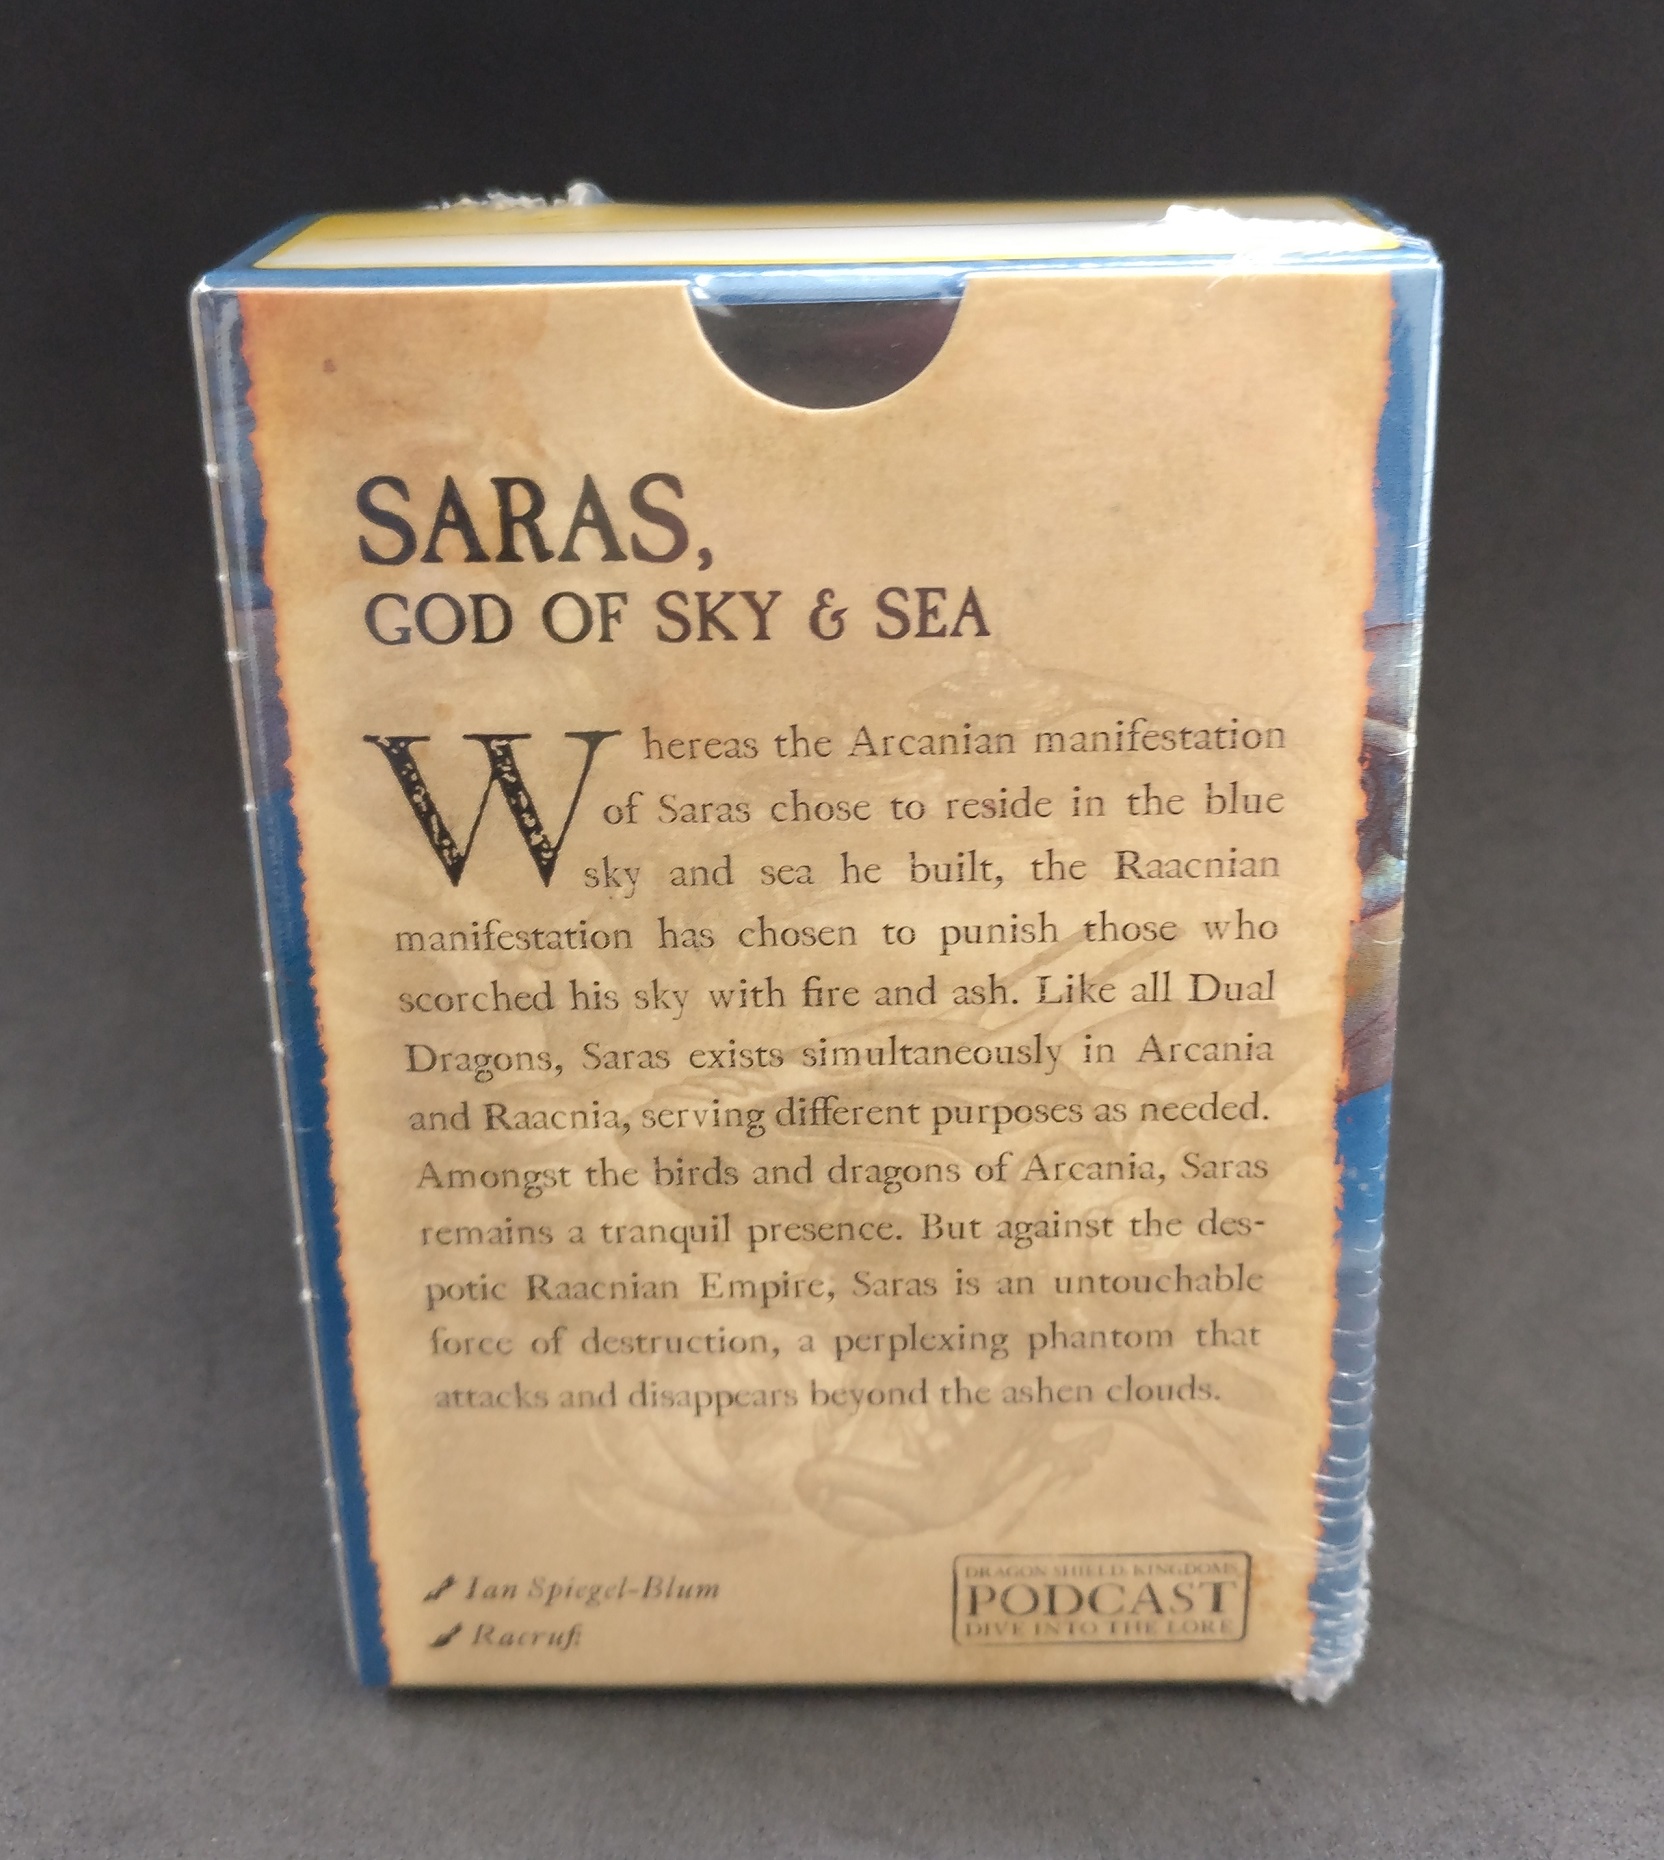 SARAS,
GOD OF SKY & SEA
Whereas the Arcanian manifestation
of Saras chose to reside in the blue
sky and sea he built, the Raacnian
manifestation has chosen to punish those who
scorched his sky with fire and ash. Like all Dual
Dragons, Saras exists simultaneously in Arcania
and Raacnia, serving different purposes as needed.
Amongst the birds and dragons of Arcania, Saras
remains a tranquil presence. But against the des-
potic Raacnian Empire, Saras is an untouchable
force of destruction, a perplexing phantom that
attacks and disappears beyond the ashen clouds.
Ian Spiegel-Blum
DRAGON SHIELD KINGDOMS
PODCAST
DIVE INTO THE LORE